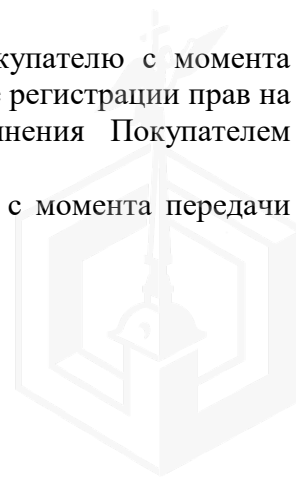 купателю с момента
регистрации прав на
нения Покупателем
с момента передачи